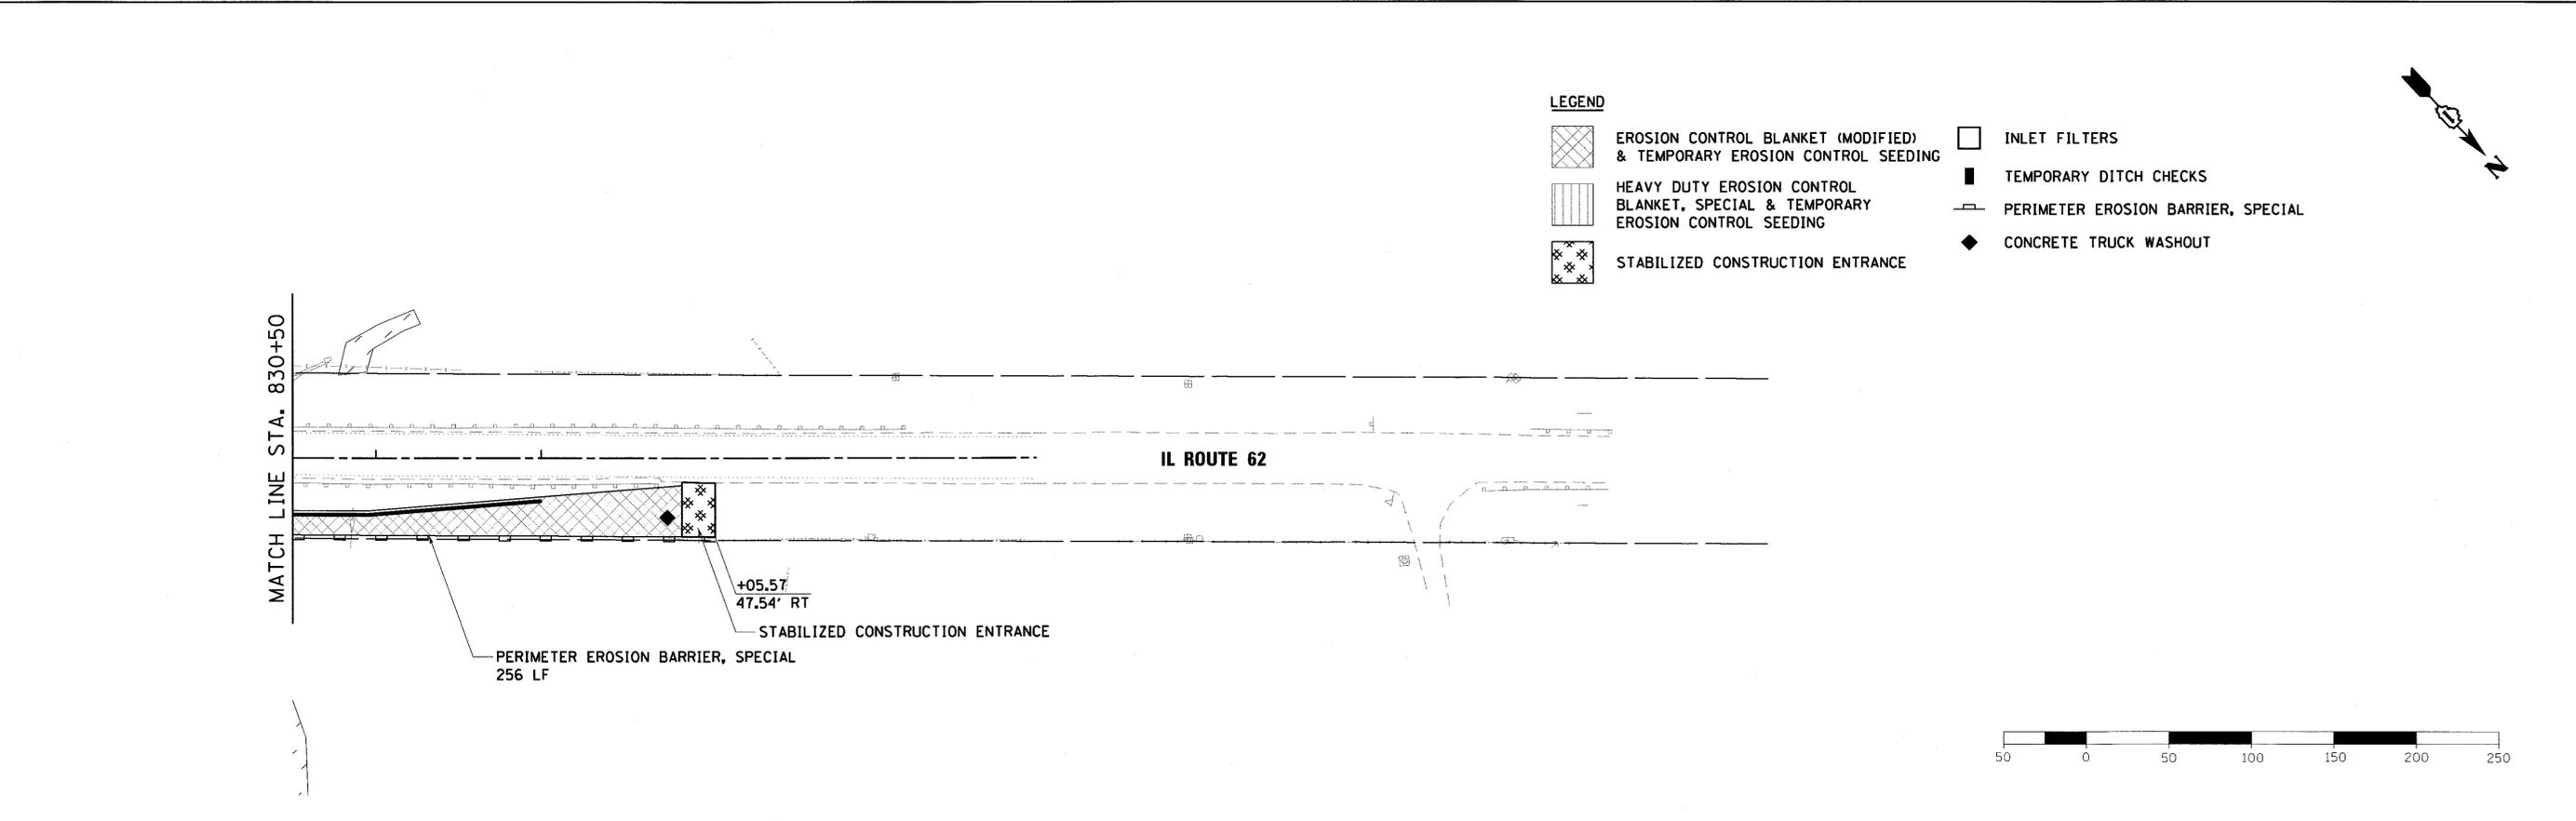 LEGEND
EROSION CONTROL BLANKET (MODIFIED)
& TEMPORARY EROSION CONTROL SEEDING
HEAVY DUTY EROSION CONTROL
BLANKET, SPECIAL & TEMPORARY
EROSION CONTROL SEEDING
STABILIZED CONSTRUCTION ENTRANCE
INLET FILTERS
TEMPORARY DITCH CHECKS
PERIMETER EROSION BARRIER, SPECIAL
CONCRETE TRUCK WASHOUT
N
MATCH LINE STA. 830+50
IL ROUTE 62
+05.57
47.54' RT
STABILIZED CONSTRUCTION ENTRANCE
PERIMETER EROSION BARRIER, SPECIAL
256 LF
50 0 50 100 150 200 250